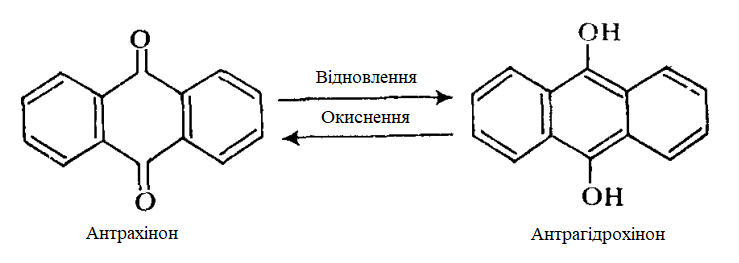 O
OH
Відновлення
Окиснення
O
OH
Антрахінон
Антрагідрохінон